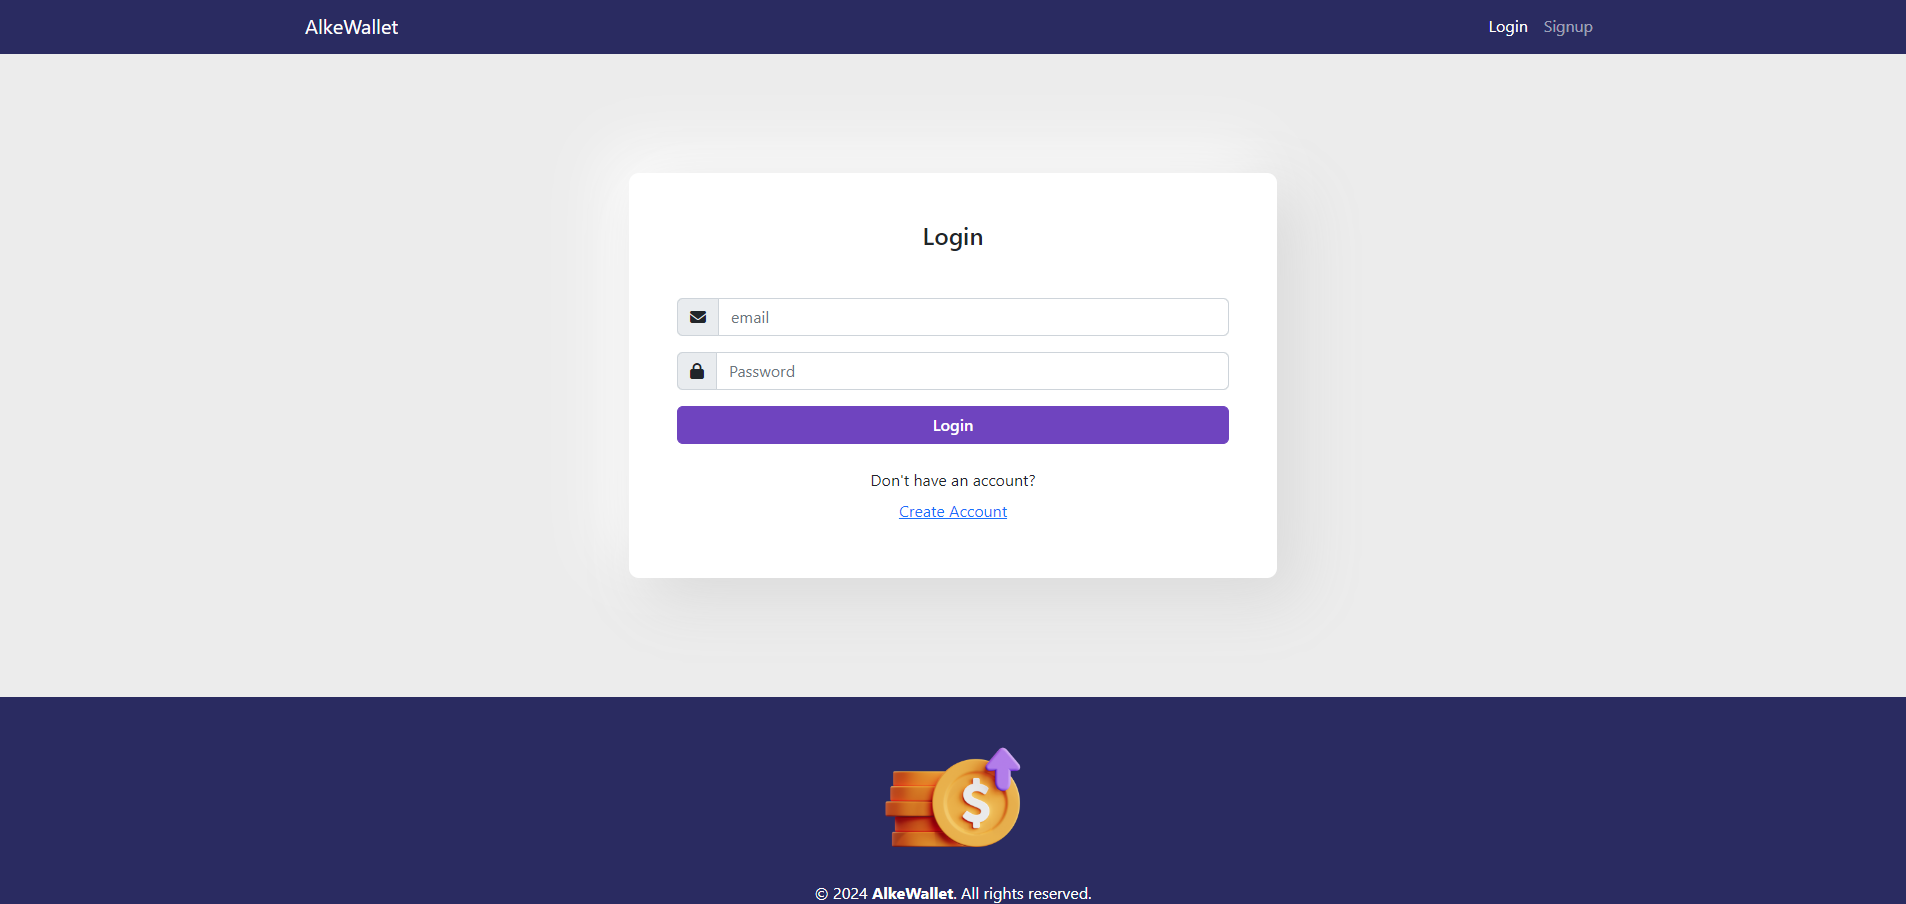 AlkeWallet
Login Signup
Login
email
Password
Login
Don't have an account?
Create Account
$
© 2024 AlkeWallet. All rights reserved.